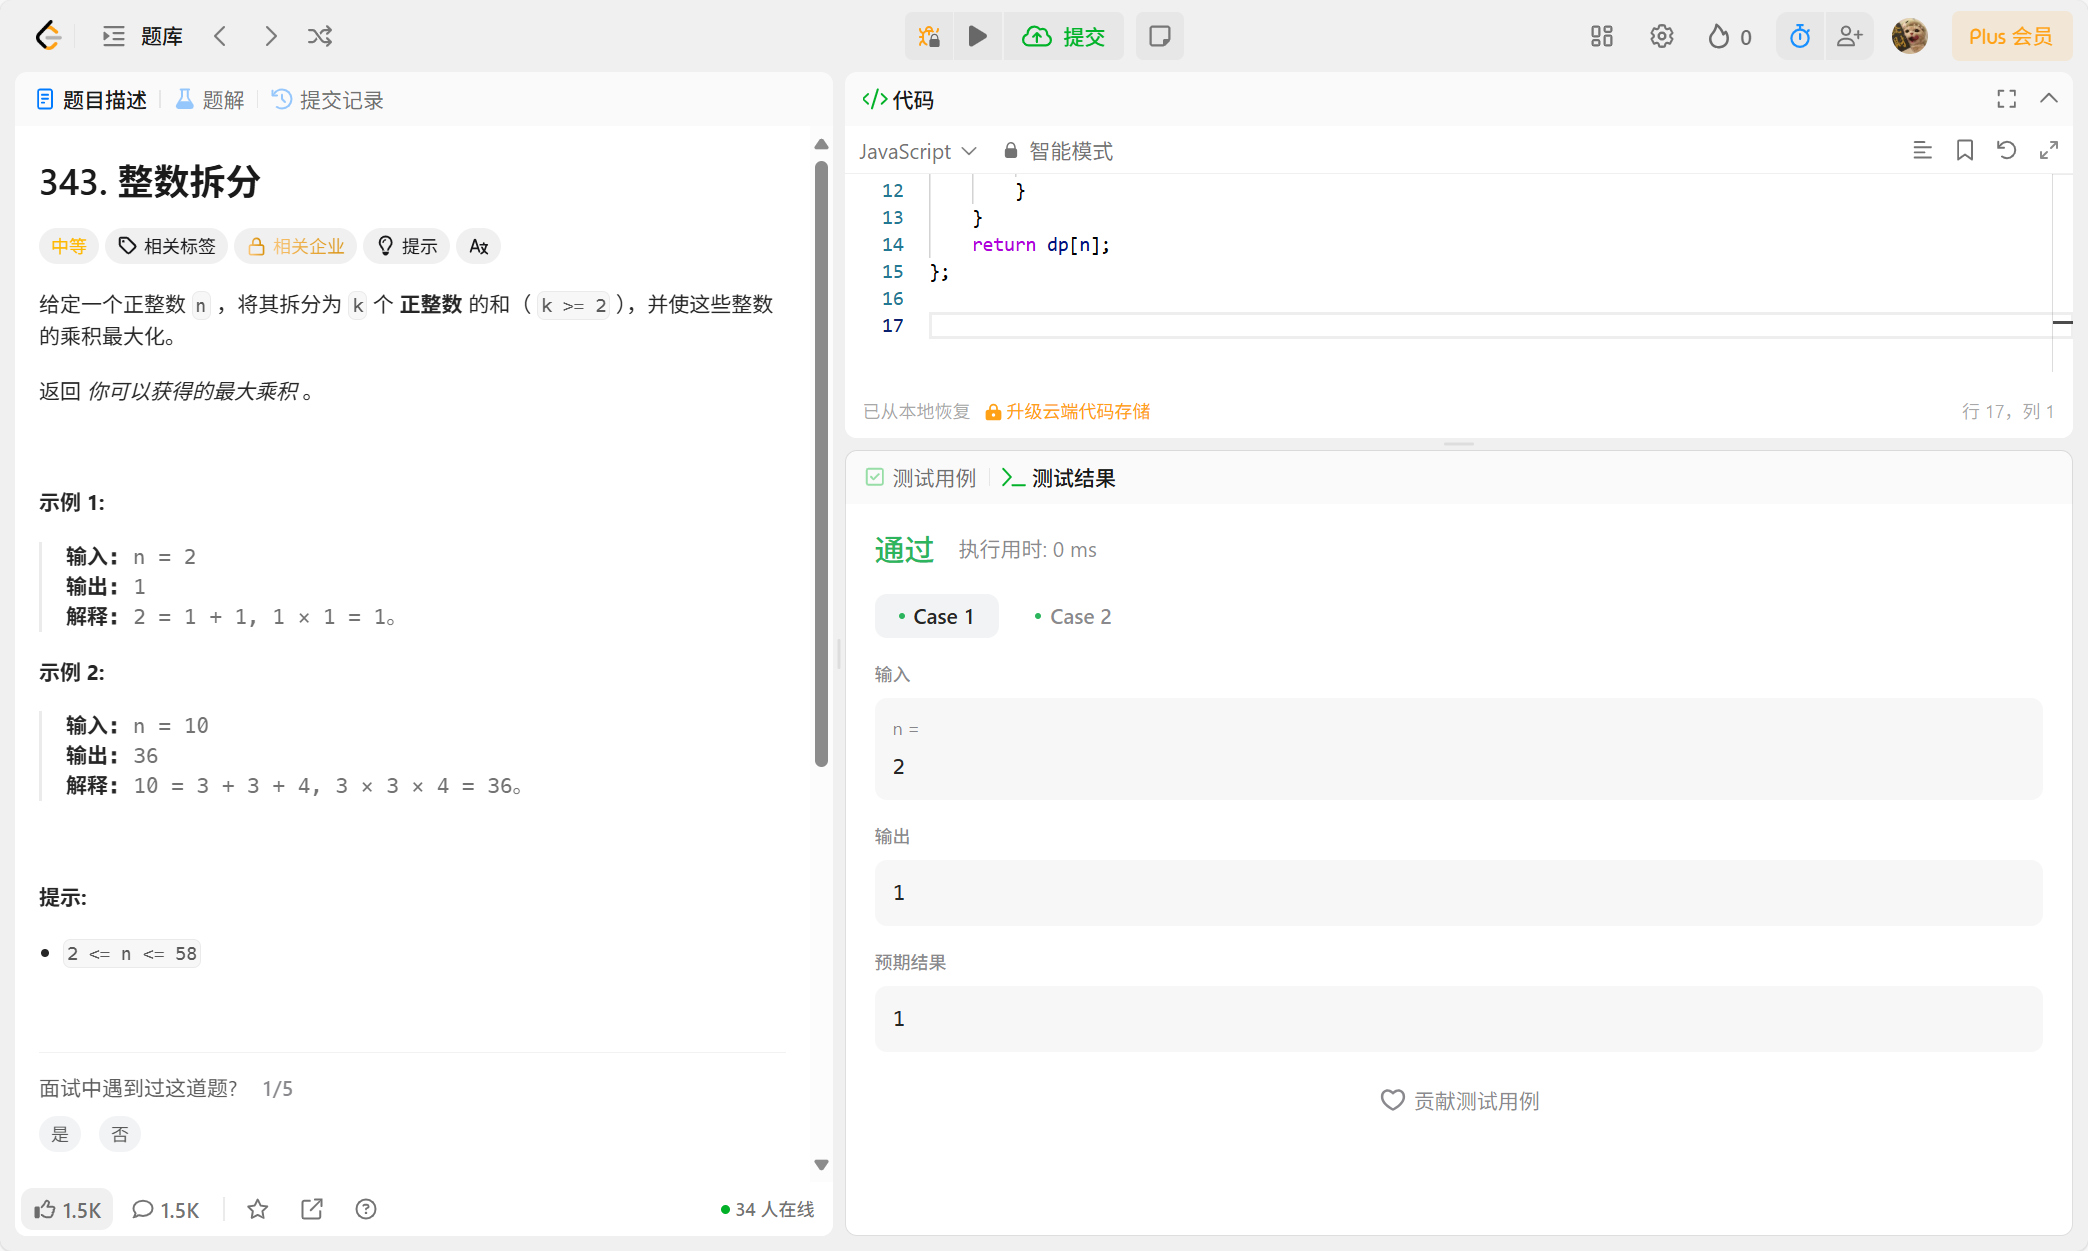 题库
提交
0
Plus 会员
题目描述
题解
提交记录
343. 整数拆分
中等
相关标签
相关企业
提示
给定一个正整数 n ，将其拆分为 k 个 正整数 的和（ k >= 2 ），并使这些整数
的乘积最大化。
返回 你可以获得的最大乘积 。
示例 1:
输入: n = 2
输出: 1
解释: 2 = 1 + 1, 1 × 1 = 1。
示例 2:
输入: n = 10
输出: 36
解释: 10 = 3 + 3 + 4, 3 × 3 × 4 = 36。
提示:
2 <= n <= 58
面试中遇到过这道题? 1/5
是
否
1.5K
1.5K
34 人在线
</> 代码
JavaScript
智能模式
12 }
13 }
14 return dp[n];
15 };
16
17
已从本地恢复
升级云端代码存储
行 17，列 1
测试用例
测试结果
通过
执行用时: 0 ms
Case 1
Case 2
输入
n =
2
输出
1
预期结果
1
贡献测试用例